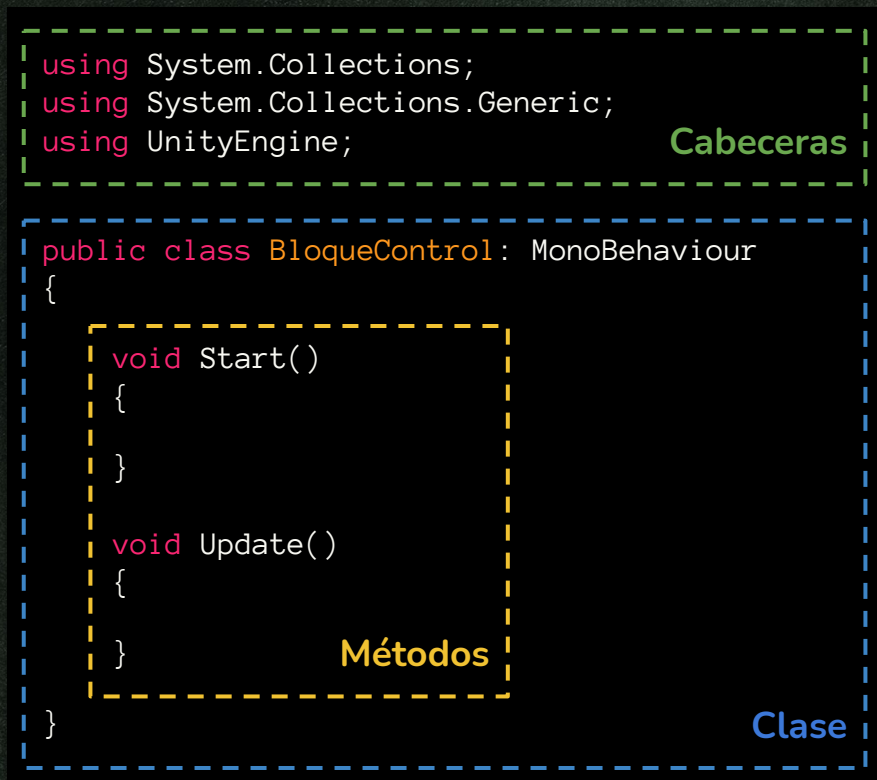 using System.Collections;
using System.Collections.Generic;
using UnityEngine;
Cabeceras
public class BloqueControl: MonoBehaviour
{
void Start()
{
}
void Update()
{
}
Métodos
}
Clase